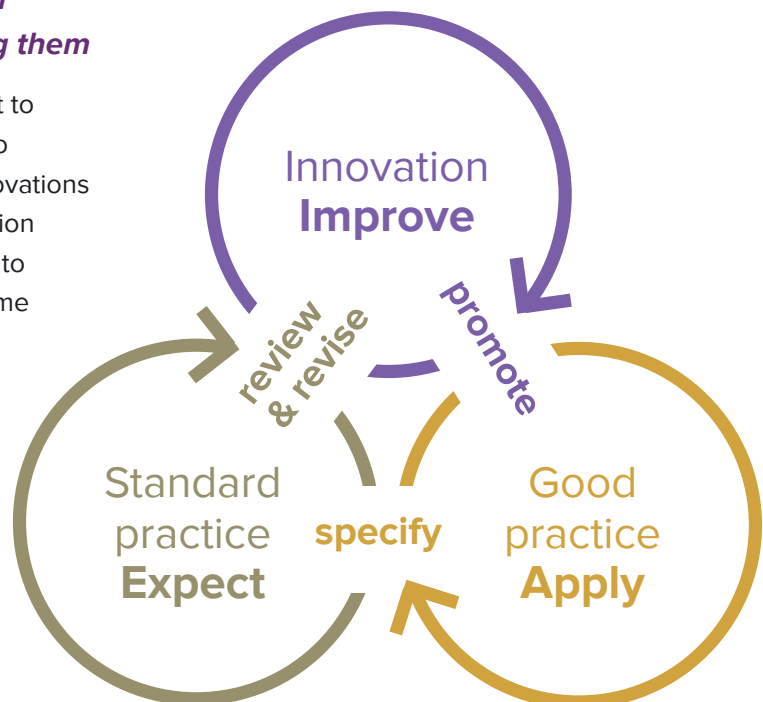 g them
t to
ovations
ion
to
me
Innovation
Improve
review
& revise
promote
Standard
practice
Expect
specify
Good
practice
Apply